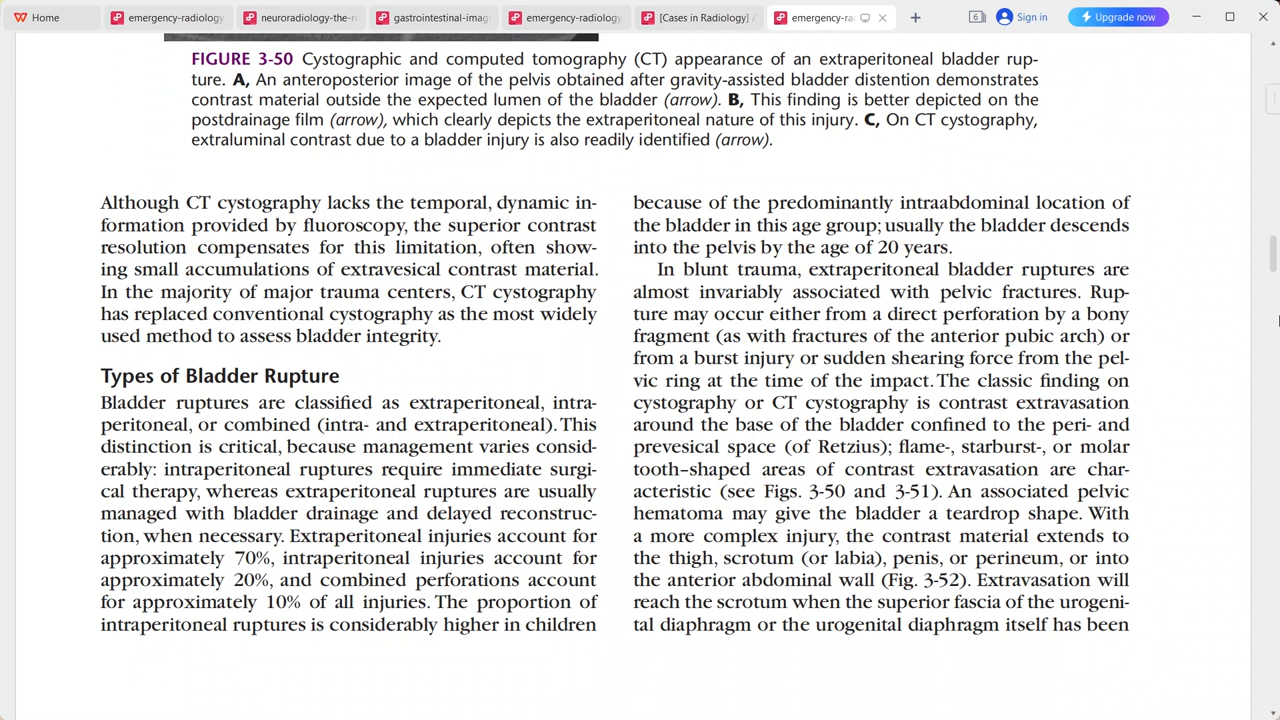 Home
emergency-radiology
neuroradiology-the-r
gastrointestinal-imag
emergency-radiology
[Cases in Radiology]
emergency-ra
6
Sign in
Upgrade now
FIGURE 3-50 Cystographic and computed tomography (CT) appearance of an extraperitoneal bladder rup-
ture. A, An anteroposterior image of the pelvis obtained after gravity-assisted bladder distention demonstrates
contrast material outside the expected lumen of the bladder (arrow). B, This finding is better depicted on the
postdrainage film (arrow), which clearly depicts the extraperitoneal nature of this injury. C, On CT cystography,
extraluminal contrast due to a bladder injury is also readily identified (arrow).
Although CT cystography lacks the temporal, dynamic in-
formation provided by fluoroscopy, the superior contrast
resolution compensates for this limitation, often show-
ing small accumulations of extravesical contrast material.
In the majority of major trauma centers, CT cystography
has replaced conventional cystography as the most widely
used method to assess bladder integrity.
Types of Bladder Rupture
Bladder ruptures are classified as extraperitoneal, intra-
peritoneal, or combined (intra- and extraperitoneal). This
distinction is critical, because management varies consid-
erably: intraperitoneal ruptures require immediate surgi-
cal therapy, whereas extraperitoneal ruptures are usually
managed with bladder drainage and delayed reconstruc-
tion, when necessary. Extraperitoneal injuries account for
approximately 70%, intraperitoneal injuries account for
approximately 20%, and combined perforations account
for approximately 10% of all injuries. The proportion of
intraperitoneal ruptures is considerably higher in children
because of the predominantly intraabdominal location of
the bladder in this age group; usually the bladder descends
into the pelvis by the age of 20 years.
In blunt trauma, extraperitoneal bladder ruptures are
almost invariably associated with pelvic fractures. Rup-
ture may occur either from a direct perforation by a bony
fragment (as with fractures of the anterior pubic arch) or
from a burst injury or sudden shearing force from the pel-
vic ring at the time of the impact. The classic finding on
cystography or CT cystography is contrast extravasation
around the base of the bladder confined to the peri- and
prevesical space (of Retzius); flame-, starburst-, or molar
tooth–shaped areas of contrast extravasation are char-
acteristic (see Figs. 3-50 and 3-51). An associated pelvic
hematoma may give the bladder a teardrop shape. With
a more complex injury, the contrast material extends to
the thigh, scrotum (or labia), penis, or perineum, or into
the anterior abdominal wall (Fig. 3-52). Extravasation will
reach the scrotum when the superior fascia of the urogeni-
tal diaphragm or the urogenital diaphragm itself has been